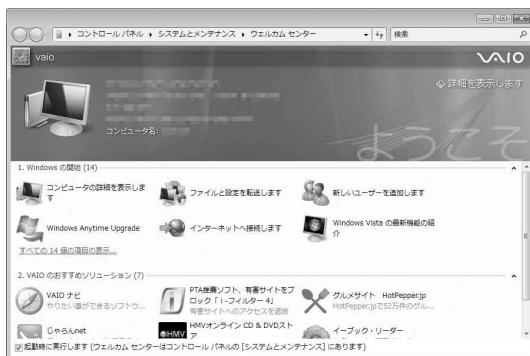 コントロール パネル ▸ システムとメンテナンス ▸ ウェルカム センター
検索
vaio
VAIO
詳細を表示します
コンピュータ名:
ようこそ
1. Windows の開始 (14)
コンピュータの詳細を表示します
ファイルと設定を転送します
新しいユーザーを追加します
Windows Anytime Upgrade
インターネットへ接続します
Windows Vista の最新機能の紹介
すべての 14 個の項目の表示...
2. VAIO のおすすめソリューション (7)
VAIO ナビ
やりたい事ができるソフトウ...
PTA推薦ソフト、有害サイトをブロック「i -フィルター 4」
有害サイトへのアクセスを遮断
グルメサイト HotPepper.jp
HotPepper.jpで52万件のグル...
じゃらんnet
HMV
HMVオンライン CD & DVDスト
ア
イーブック・リーダー
起動時に実行します (ウェルカム センターはコントロール パネルの [システムとメンテナンス] にあります)